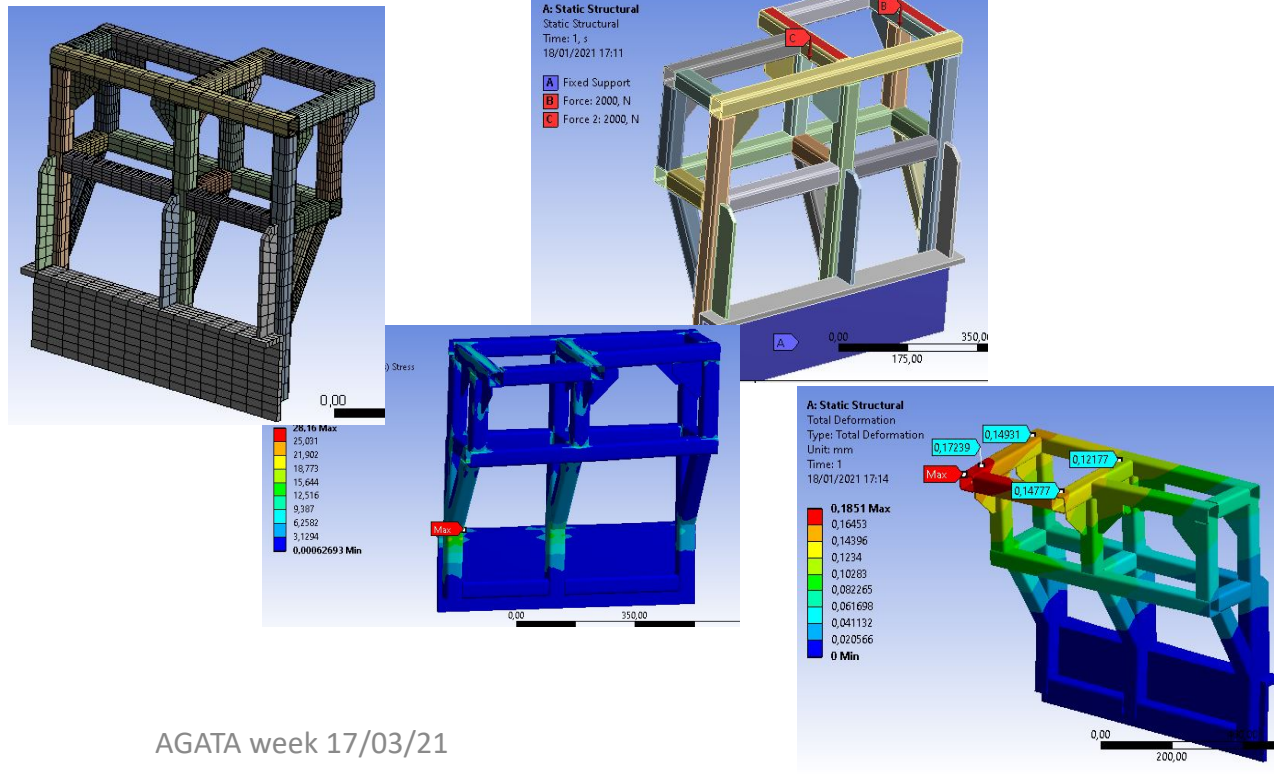 0,00
A: Static Structural
Static Structural
Time: 1, s
18/01/2021 17:11
A Fixed Support
B Force: 2000, N
C Force 2: 2000, N
B
C
A
0,00
350,0
175,00
) Stress
28,16 Max
25,031
21,902
18,773
15,644
12,516
9,387
6,2582
3,1294
0,00062693 Min
Max
0,00
350,00
A: Static Structural
Total Deformation
Type: Total Deformation
Unit: mm
Time: 1
18/01/2021 17:14
0,1851 Max
0,16453
0,14396
0,1234
0,10283
0,082265
0,061698
0,041132
0,020566
0 Min
0,14931
0,17239
0,12177
Max
0,14777
0,00
200,00
AGATA week 17/03/21